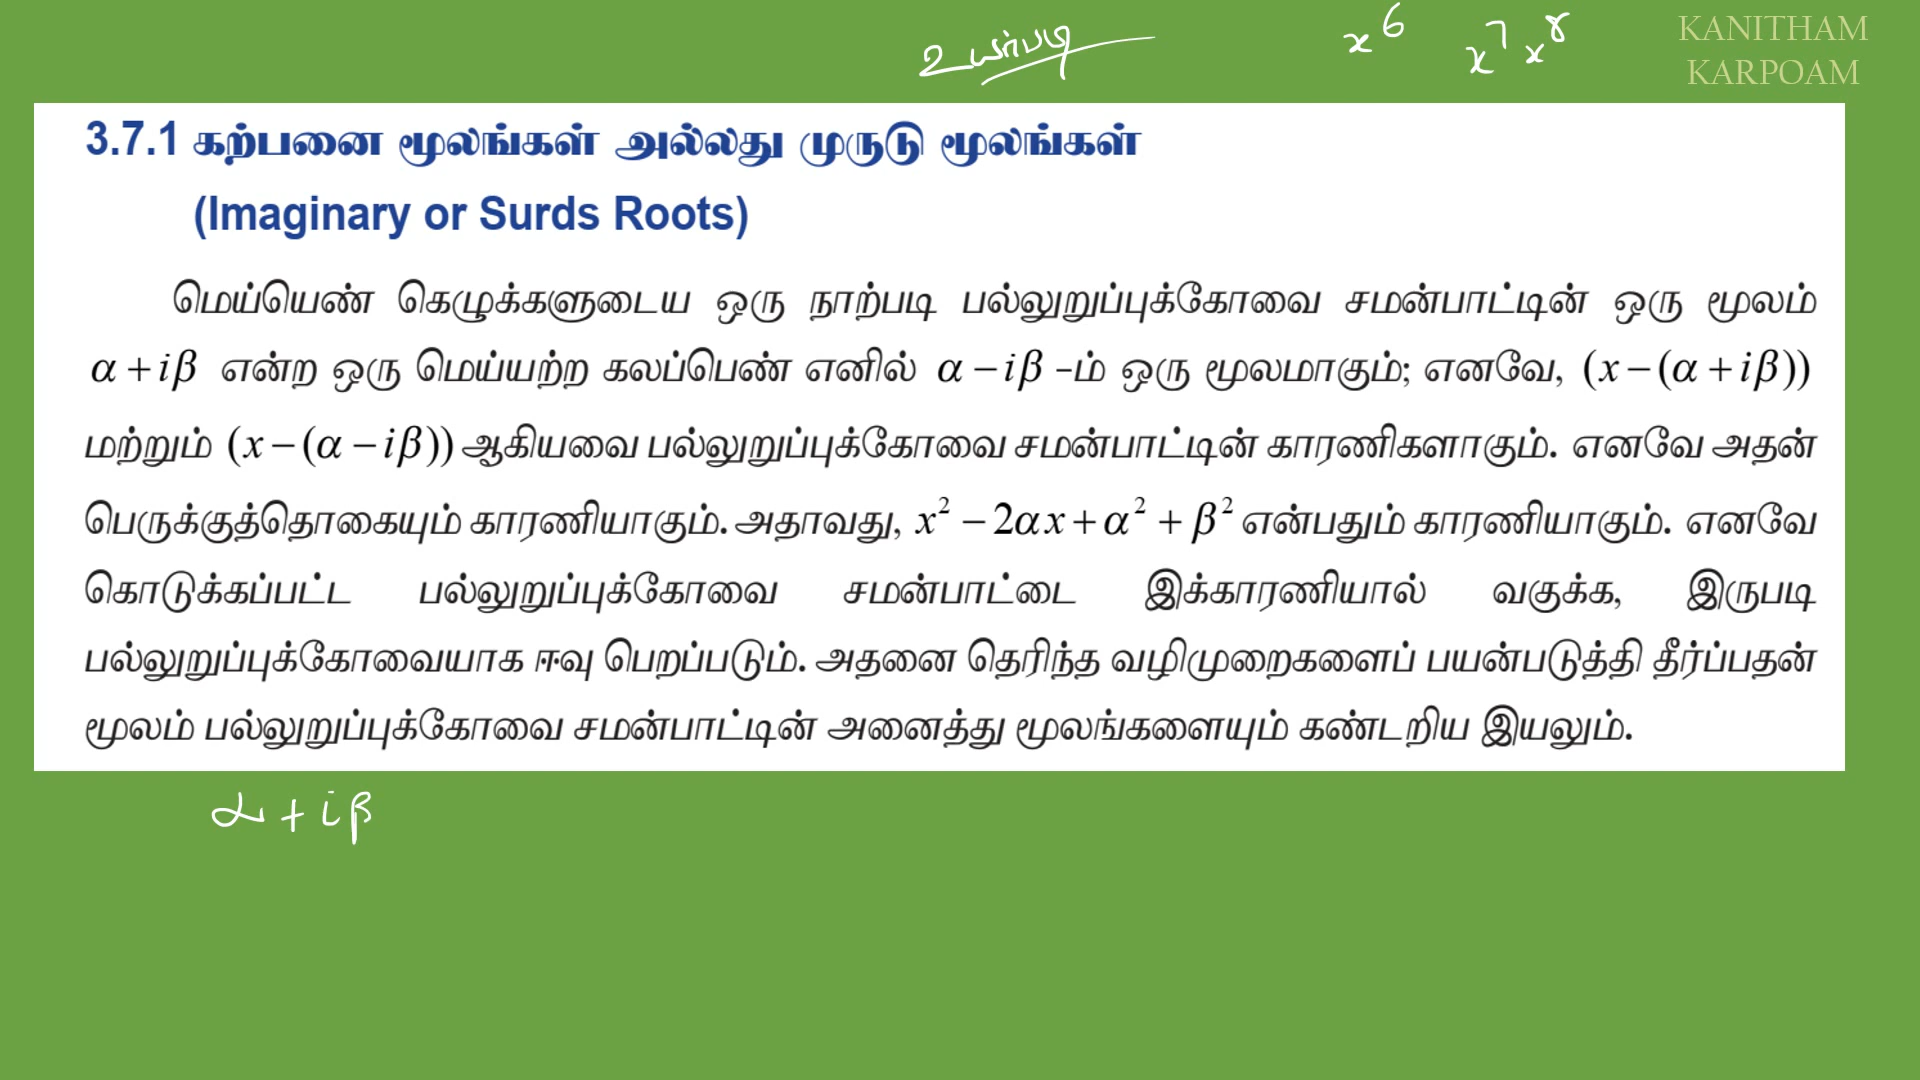 உயர்படி x⁶ x⁷ x⁸
KANITHAM
KARPOAM
3.7.1 கற்பனை மூலங்கள் அல்லது முருடு மூலங்கள்
(Imaginary or Surds Roots)
மெய்யெண் கெழுக்களுடைய ஒரு நாற்படி பல்லுறுப்புக்கோவை சமன்பாட்டின் ஒரு மூலம்
α + iβ என்ற ஒரு மெய்யற்ற கலப்பெண் எனில் α − iβ -ம் ஒரு மூலமாகும்; எனவே, (x − (α + iβ))
மற்றும் (x − (α − iβ)) ஆகியவை பல்லுறுப்புக்கோவை சமன்பாட்டின் காரணிகளாகும். எனவே அதன்
பெருக்குத்தொகையும் காரணியாகும். அதாவது, x² − 2αx + α² + β² என்பதும் காரணியாகும். எனவே
கொடுக்கப்பட்ட பல்லுறுப்புக்கோவை சமன்பாட்டை இக்காரணியால் வகுக்க, இருபடி
பல்லுறுப்புக்கோவையாக ஈவு பெறப்படும். அதனை தெரிந்த வழிமுறைகளைப் பயன்படுத்தி தீர்ப்பதன்
மூலம் பல்லுறுப்புக்கோவை சமன்பாட்டின் அனைத்து மூலங்களையும் கண்டறிய இயலும்.
α + iβ